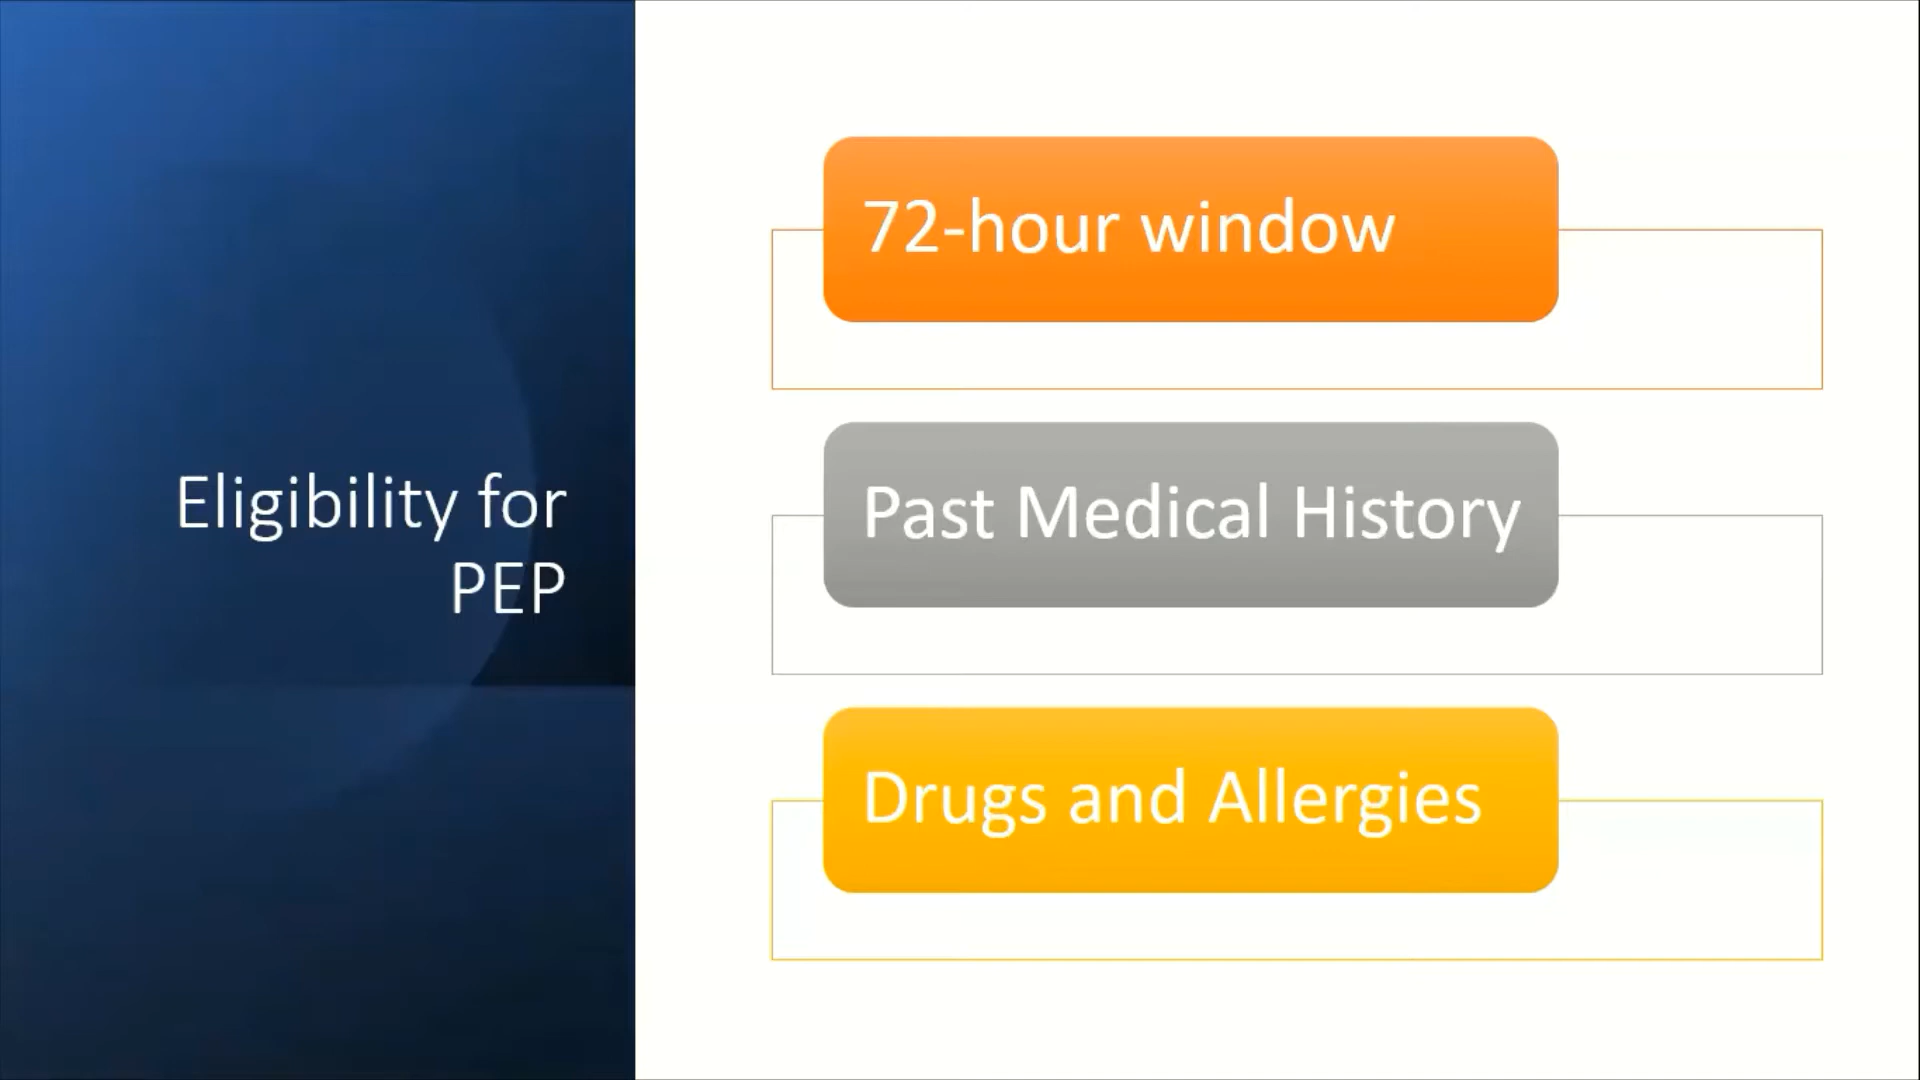 Eligibility for
PEP
72-hour window
Past Medical History
Drugs and Allergies